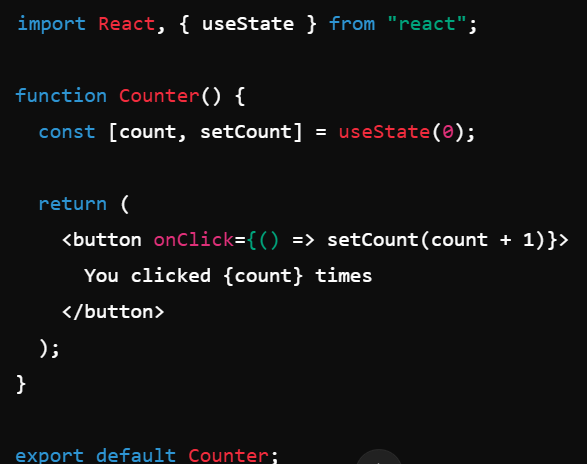 import React, { useState } from "react";
function Counter() {
const [count, setCount] = useState(0);
return (
<button onClick={() => setCount(count + 1)}>
You clicked {count} times
</button>
);
}
export default Counter;